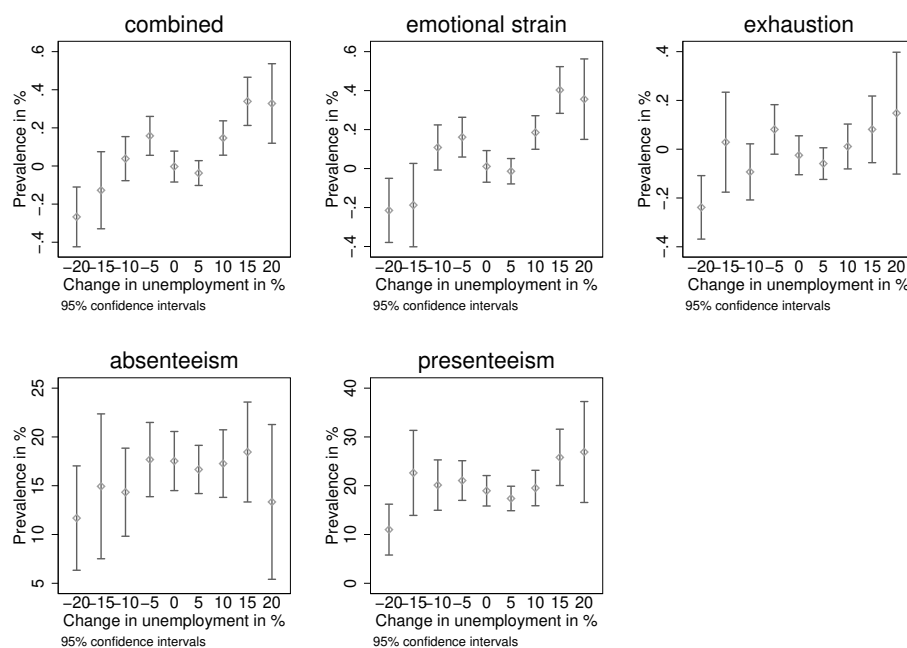 combined
Prevalence in %
.6
.4
.2
0
−.2
−.4
−20 −15 −10 −5 0 5 10 15 20
Change in unemployment in %
95% confidence intervals
emotional strain
Prevalence in %
.6
.4
.2
0
−.2
−.4
−20 −15 −10 −5 0 5 10 15 20
Change in unemployment in %
95% confidence intervals
exhaustion
Prevalence in %
.4
.2
0
−.2
−.4
−20 −15 −10 −5 0 5 10 15 20
Change in unemployment in %
95% confidence intervals
absenteeism
Prevalence in %
25
20
15
10
5
−20 −15 −10 −5 0 5 10 15 20
Change in unemployment in %
95% confidence intervals
presenteeism
Prevalence in %
40
30
20
10
0
−20 −15 −10 −5 0 5 10 15 20
Change in unemployment in %
95% confidence intervals